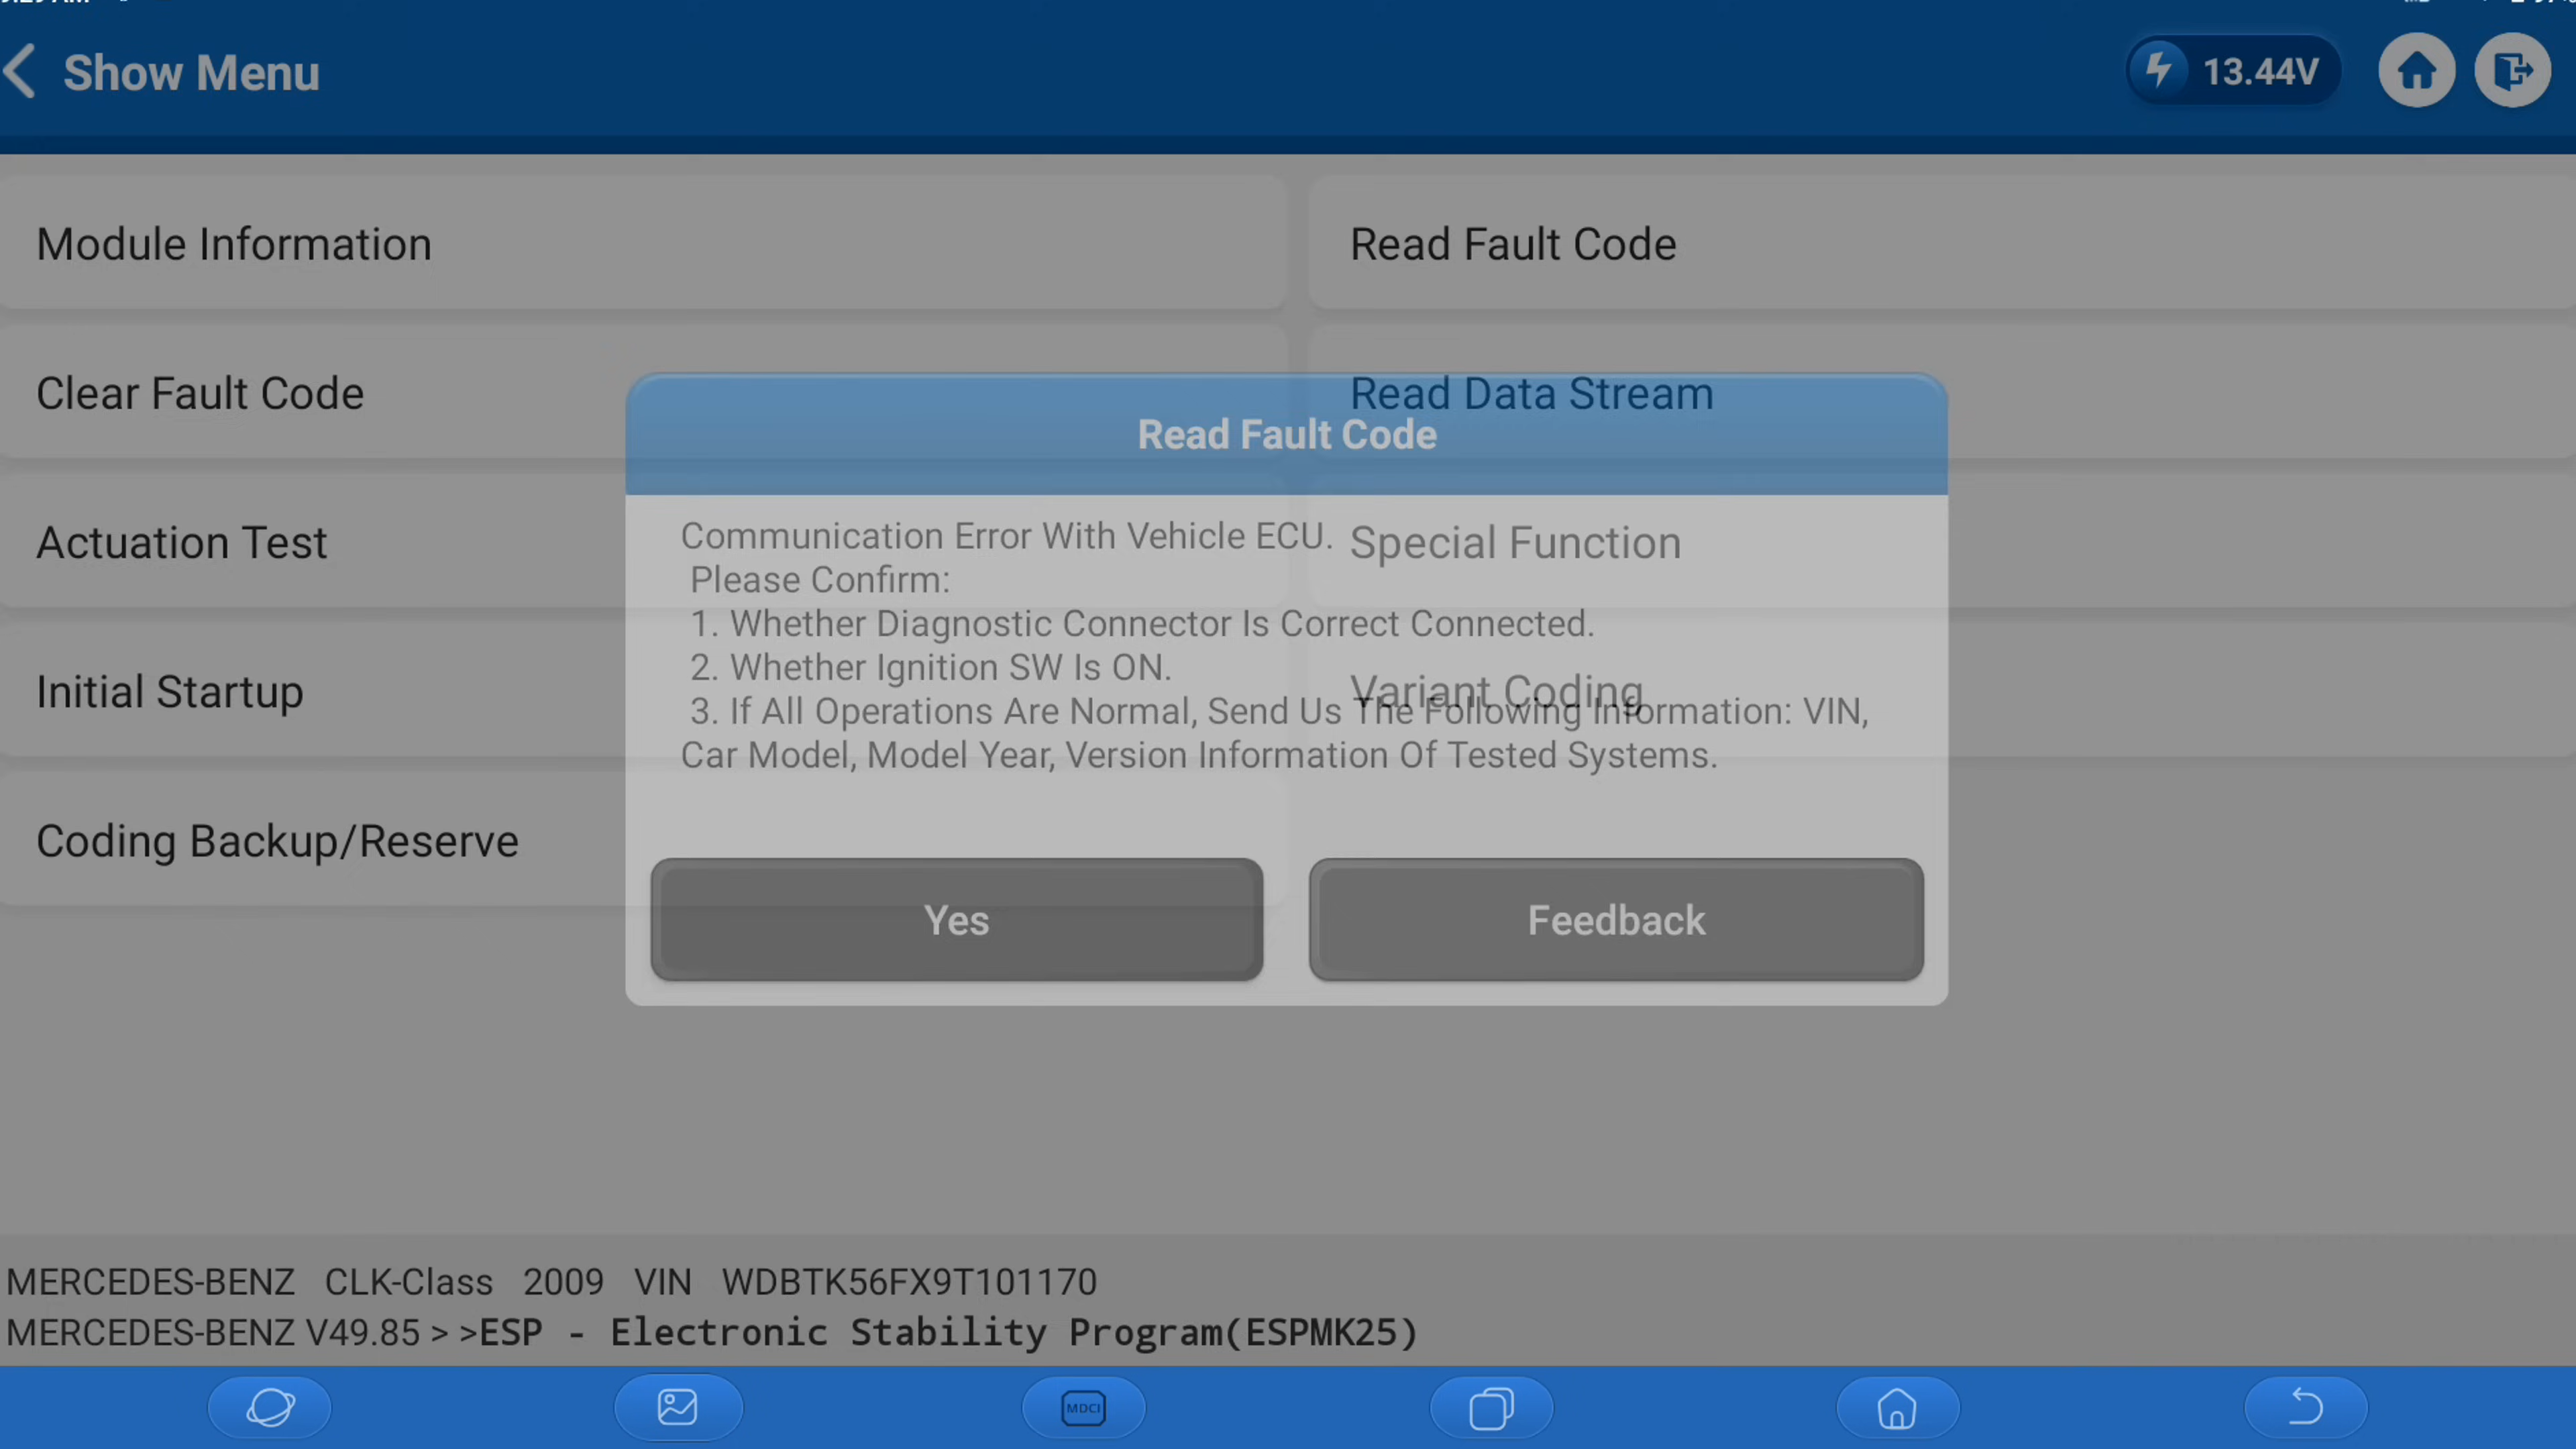 Show Menu
13.44V
Module Information
Read Fault Code
Clear Fault Code
Read Data Stream
Read Fault Code
Actuation Test
Special Function
Communication Error With Vehicle ECU.
Please Confirm:
1. Whether Diagnostic Connector Is Correct Connected.
2. Whether Ignition SW Is ON.
3. If All Operations Are Normal, Send Us The Following Information: VIN,
Car Model, Model Year, Version Information Of Tested Systems.
Initial Startup
Variant Coding
Coding Backup/Reserve
Yes
Feedback
MERCEDES-BENZ CLK-Class 2009 VIN WDBTK56FX9T101170
MERCEDES-BENZ V49.85 > >ESP - Electronic Stability Program(ESPMK25)
MDCI